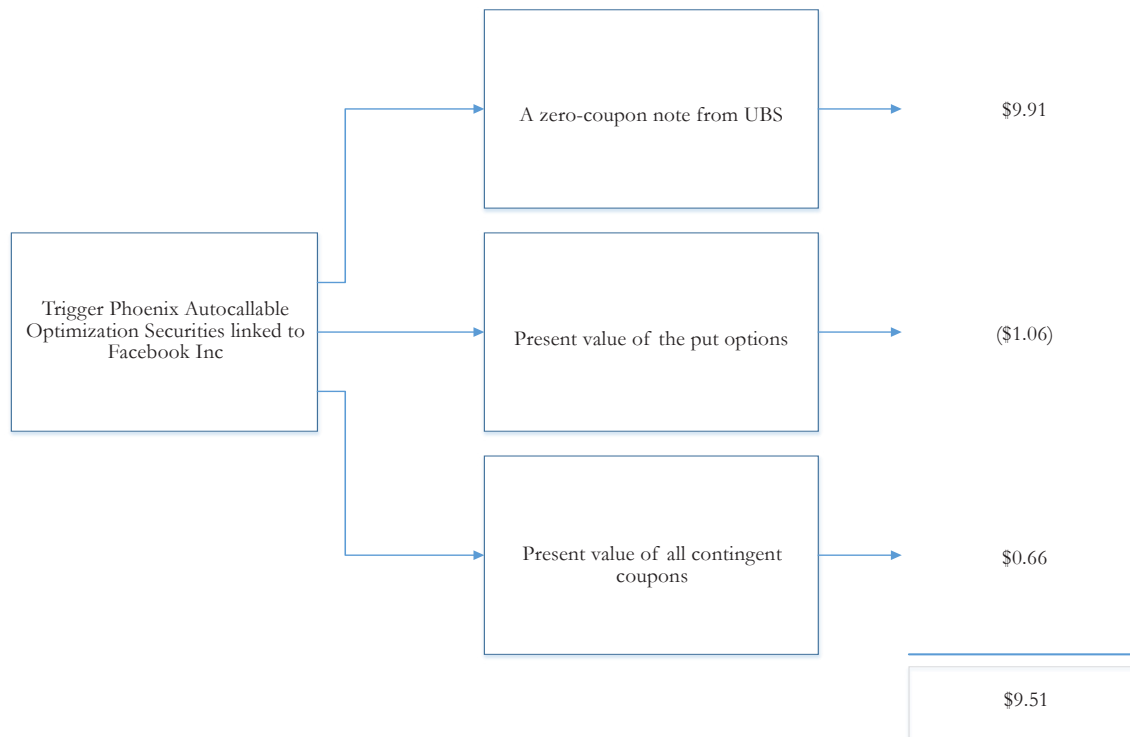 A zero-coupon note from UBS
$9.91
Trigger Phoenix Autocallable
Optimization Securities linked to
Facebook Inc
Present value of the put options
($1.06)
Present value of all contingent
coupons
$0.66
$9.51